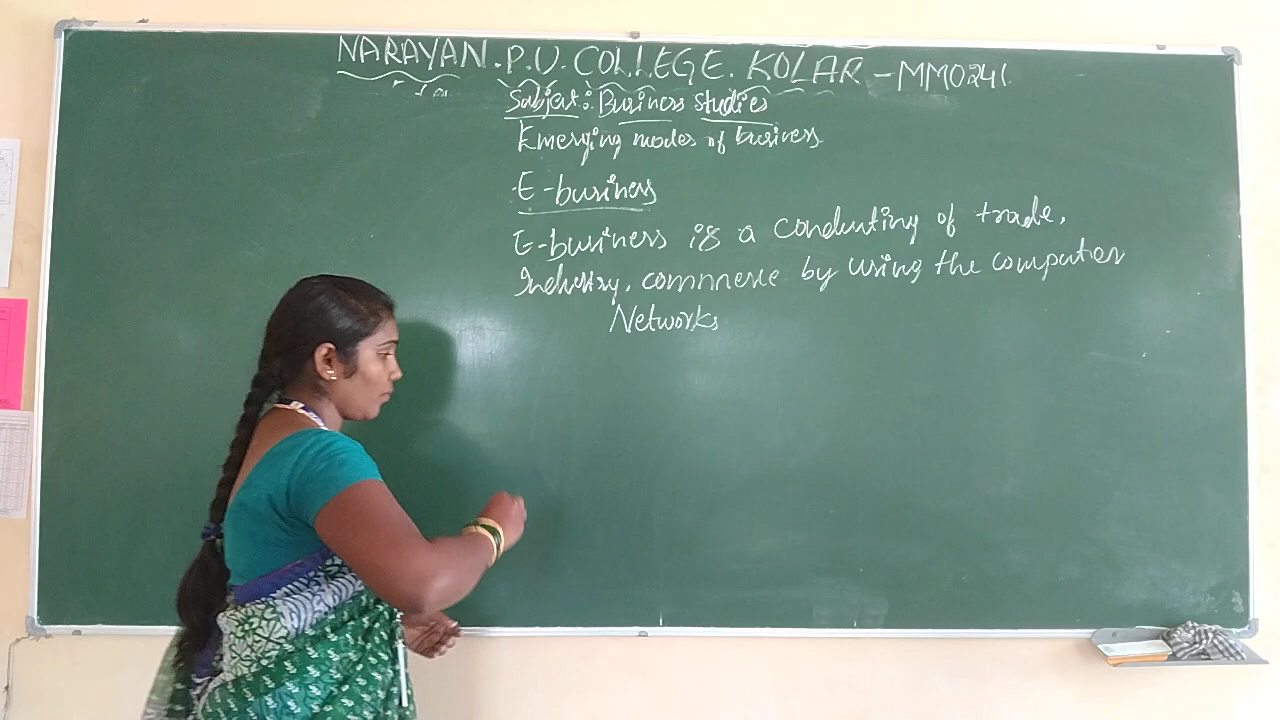 NARAYAN. P.U. COLLEGE. KOLAR - MM0241
Subject: Business studies
Emerging modes of business
E-business
E-business is a conducting of trade,
Industry, commnerce by using the computer
Networks